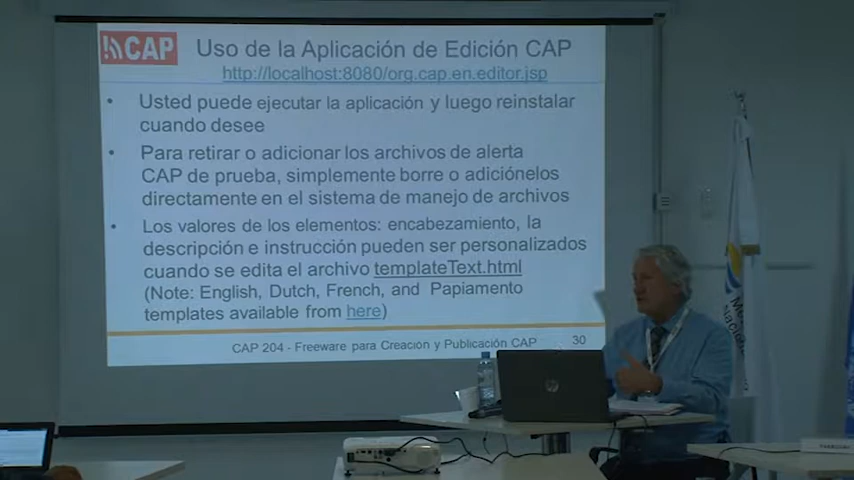 CAP
Uso de la Aplicación de Edición CAP
http://localhost:8080/org.cap.en.editor.jsp
• Usted puede ejecutar la aplicación y luego reinstalar
cuando desee
• Para retirar o adicionar los archivos de alerta
CAP de prueba, simplemente borre o adiciónelos
directamente en el sistema de manejo de archivos.
• Los valores de los elementos: encabezamiento, la
descripción e instrucción pueden ser personalizados
cuando se edita el archivo templateText.html
(Note: English, Dutch, French, and Papiamento
templates available from here)
CAP 204 - Freeware para Creación y Publicación CAP
30